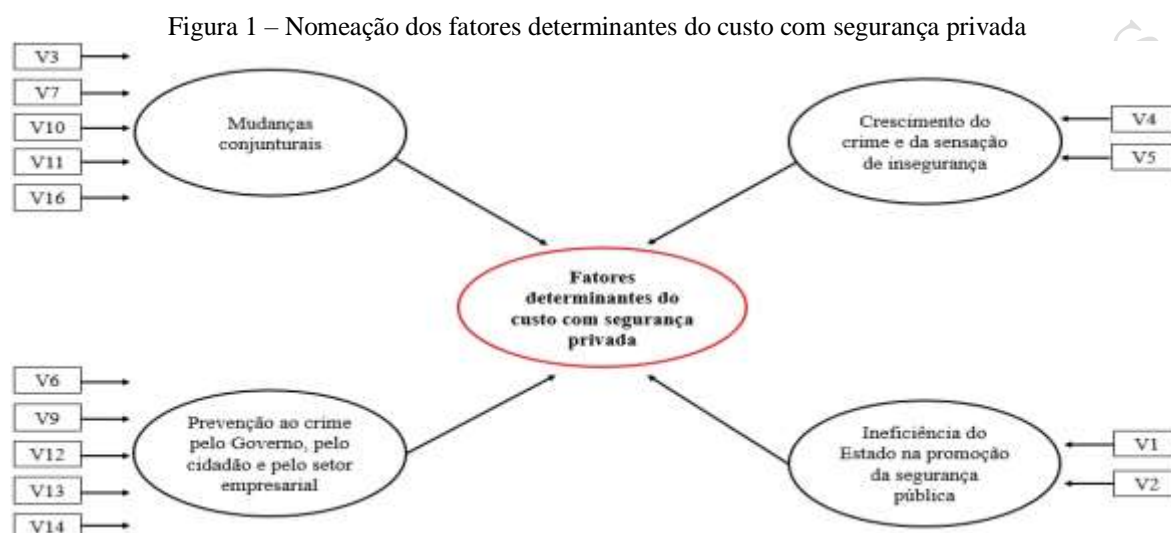 Figura 1 – Nomeação dos fatores determinantes do custo com segurança privada
V3
V7
V10
V11
V16
Mudanças
conjunturais
Crescimento do
crime e da sensação
de insegurança
V4
V5
Fatores
determinantes do
custo com segurança
privada
V6
V9
V12
V13
V14
Prevenção ao crime
pelo Governo, pelo
cidadão e pelo setor
empresarial
Ineficiência do
Estado na promoção
da segurança
pública
V1
V2